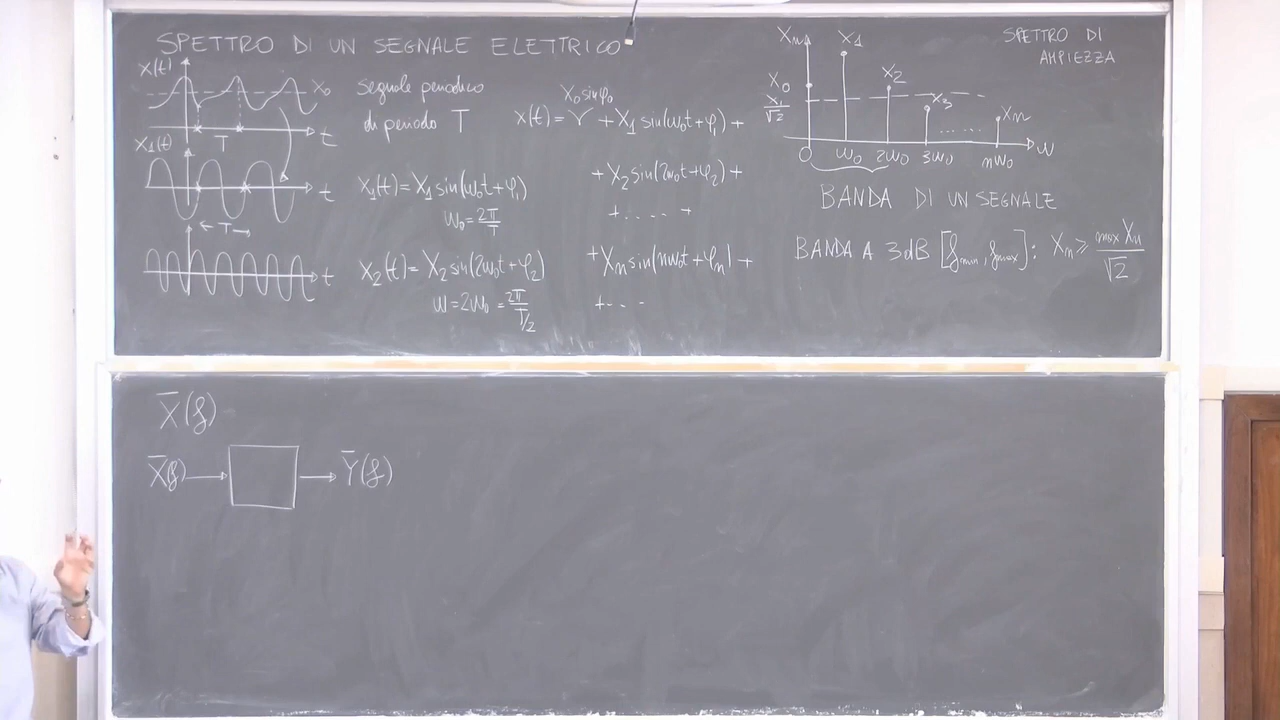 SPETTRO DI UN SEGNALE ELETTRICO
x(t)
X₀
T
t
segnale periodico
di periodo T
X₀ sinφ₀
x(t) = + X₁ sin(ω₀t+φ₁) +
+ X₂ sin(2ω₀t+φ₂) +
+ .... +
+ Xₙ sin(nω₀t+φₙ) +
+ ...
x₁(t)
t
← T →
x₁(t) = X₁ sin(ω₀t+φ₁)
ω₀ = 2π/T
t
x₂(t) = X₂ sin(2ω₀t+φ₂)
ω = 2ω₀ = 2π/T/2
SPETTRO DI
AMPIEZZA
Xₙ
X₁
X₀
X₂
X₁/√2
X₃
.....
Xₙ
0 ω₀ 2ω₀ 3ω₀ nω₀ ω
BANDA DI UN SEGNALE
BANDA A 3dB [fmin, fmax]: Xₙ ≥ max Xₙ/√2
X̄(f)
X̄(f) → → Ȳ(f)